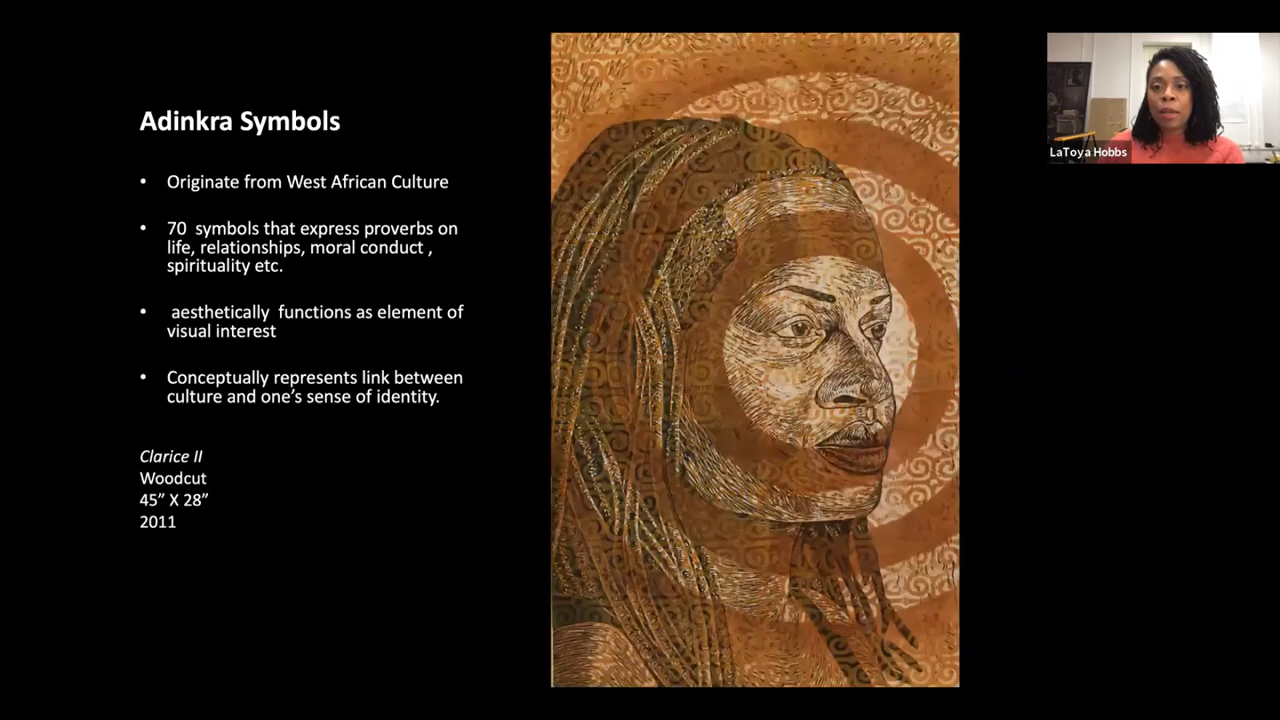 Adinkra Symbols
• Originate from West African Culture
• 70 symbols that express proverbs on
life, relationships, moral conduct ,
spirituality etc.
• aesthetically functions as element of
visual interest
• Conceptually represents link between
culture and one’s sense of identity.
Clarice II
Woodcut
45” X 28”
2011
LaToya Hobbs